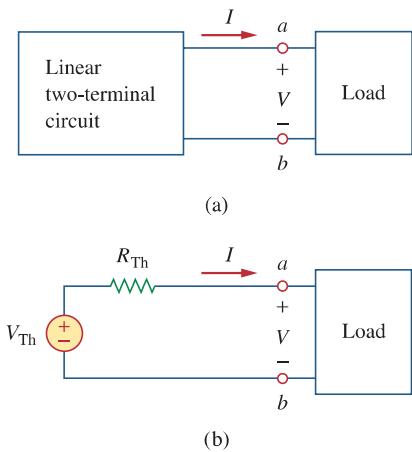 I
a
Linear
two-terminal
circuit
+
V
−
Load
b
(a)
R_Th
I
a
V_Th
+
−
+
V
−
Load
b
(b)